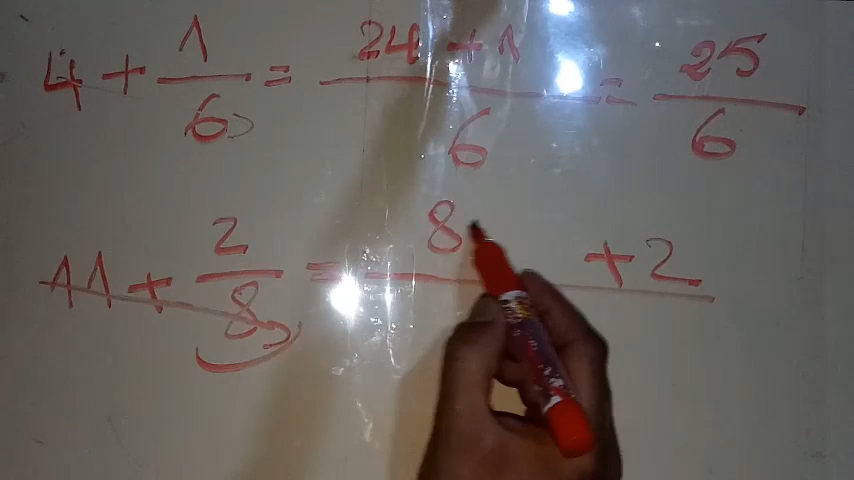 4 + 1/6 = 24 + 1/6 = 25/6
11 + 2/8 = 8 + 2